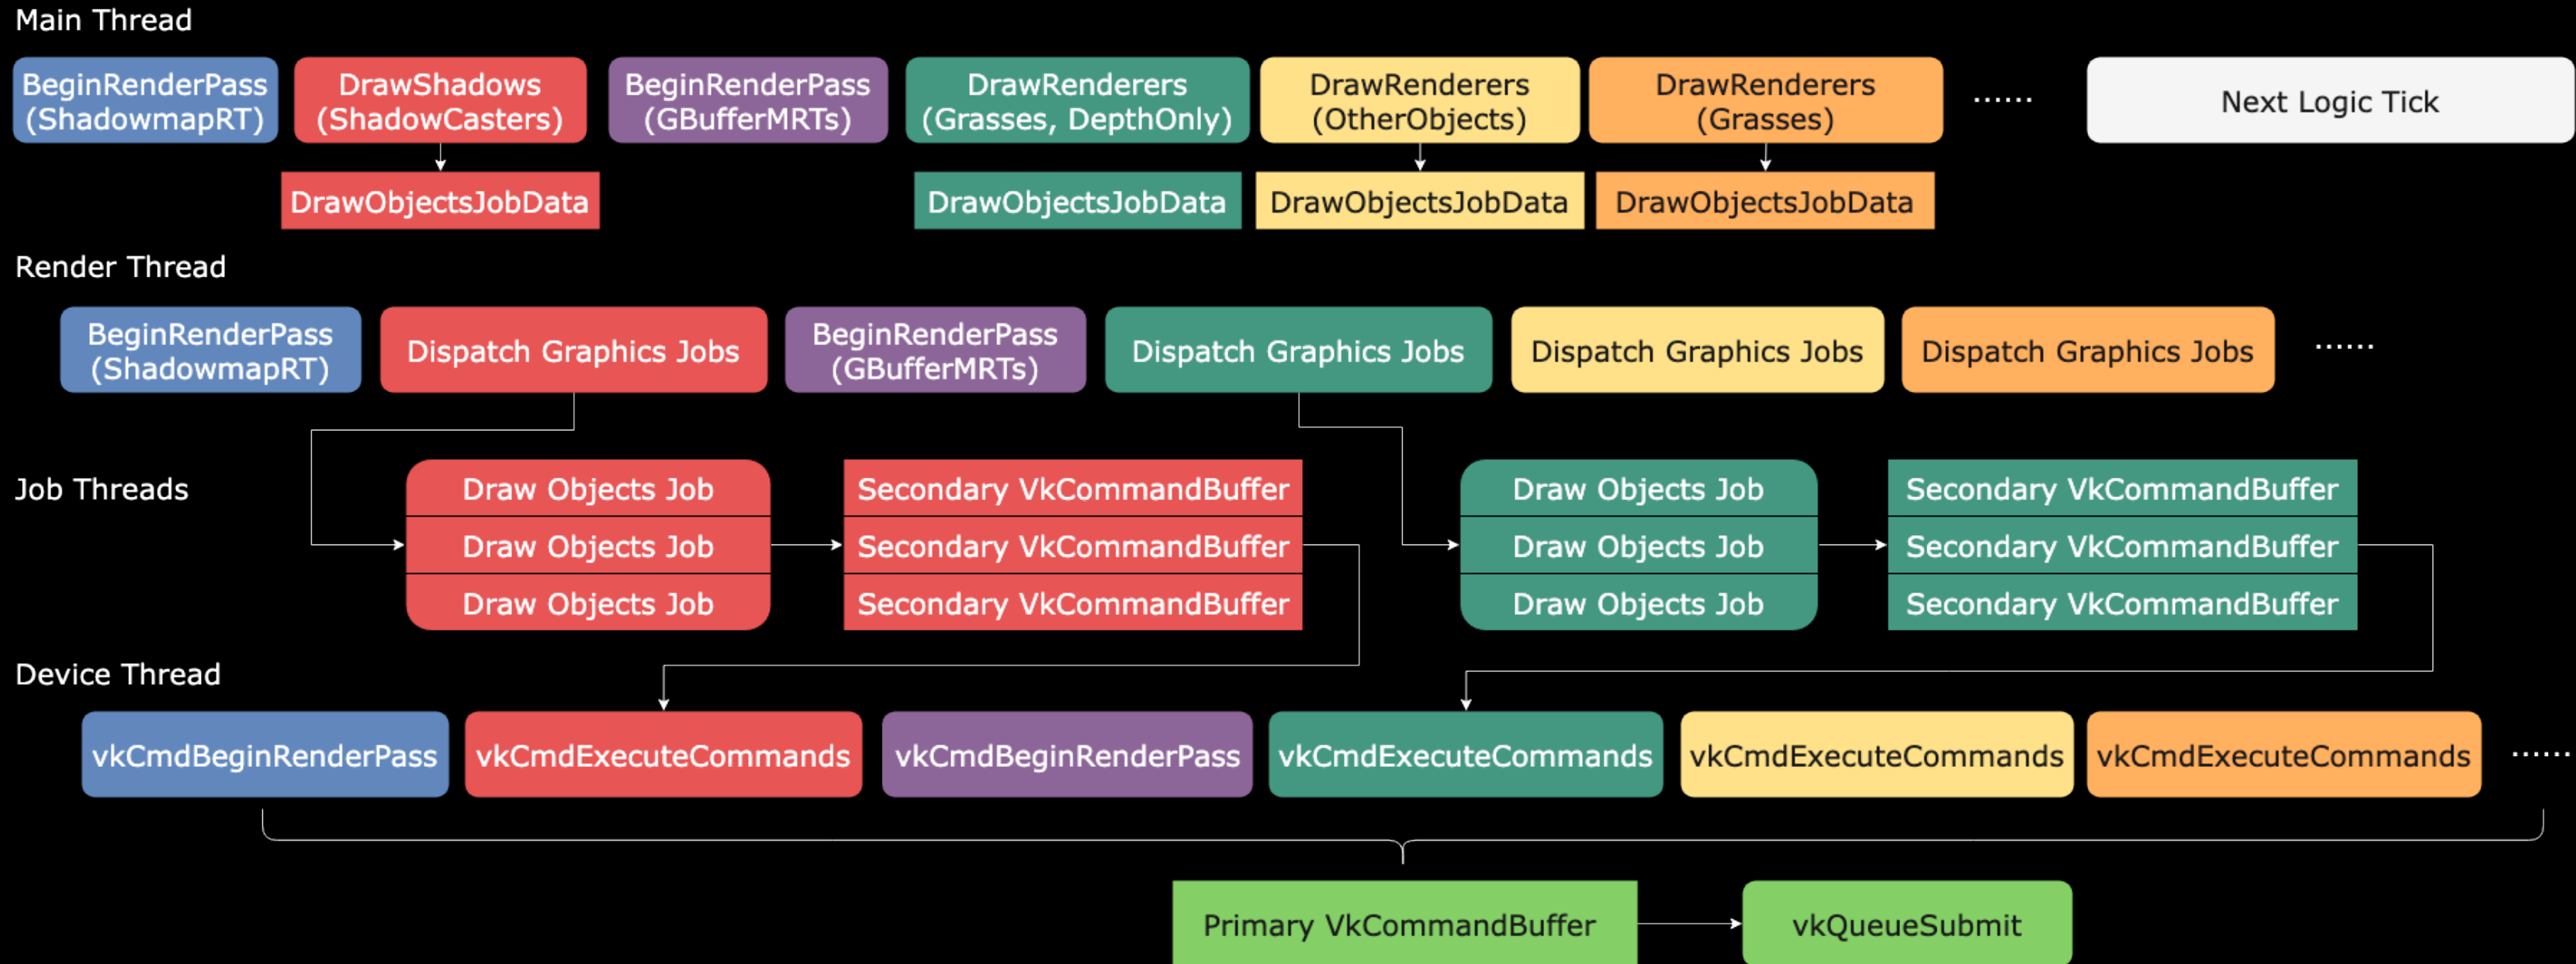 Main Thread
BeginRenderPass
(ShadowmapRT)
DrawShadows
(ShadowCasters)
BeginRenderPass
(GBufferMRTs)
DrawRenderers
(Grasses, DepthOnly)
DrawRenderers
(OtherObjects)
DrawRenderers
(Grasses)
......
Next Logic Tick
DrawObjectsJobData
DrawObjectsJobData
DrawObjectsJobData
DrawObjectsJobData
Render Thread
BeginRenderPass
(ShadowmapRT)
Dispatch Graphics Jobs
BeginRenderPass
(GBufferMRTs)
Dispatch Graphics Jobs
Dispatch Graphics Jobs
Dispatch Graphics Jobs
......
Job Threads
Draw Objects Job
Draw Objects Job
Draw Objects Job
Secondary VkCommandBuffer
Secondary VkCommandBuffer
Secondary VkCommandBuffer
Draw Objects Job
Draw Objects Job
Draw Objects Job
Secondary VkCommandBuffer
Secondary VkCommandBuffer
Secondary VkCommandBuffer
Device Thread
vkCmdBeginRenderPass
vkCmdExecuteCommands
vkCmdBeginRenderPass
vkCmdExecuteCommands
vkCmdExecuteCommands
vkCmdExecuteCommands
......
Primary VkCommandBuffer
vkQueueSubmit